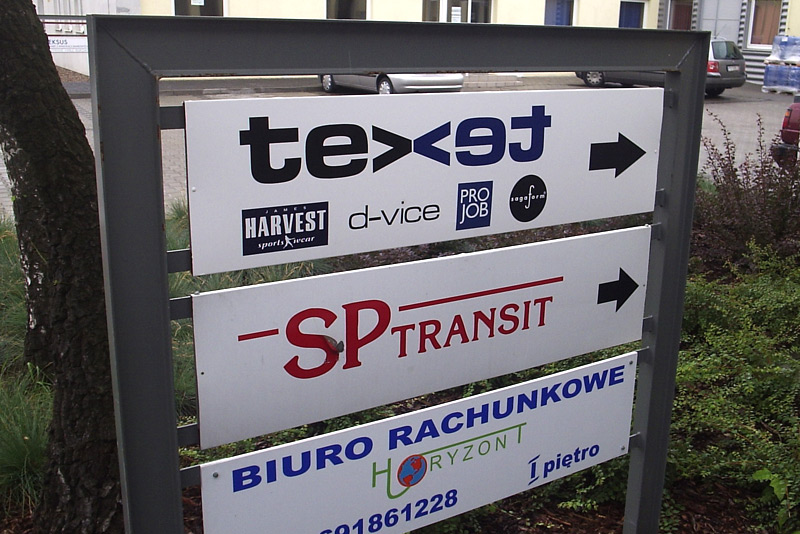 texet
JAMES
HARVEST
sportswear
d-vice
PRO
JOB
sagaform
SP TRANSIT
BIURO RACHUNKOWE
HORYZONT
I piętro
691861228